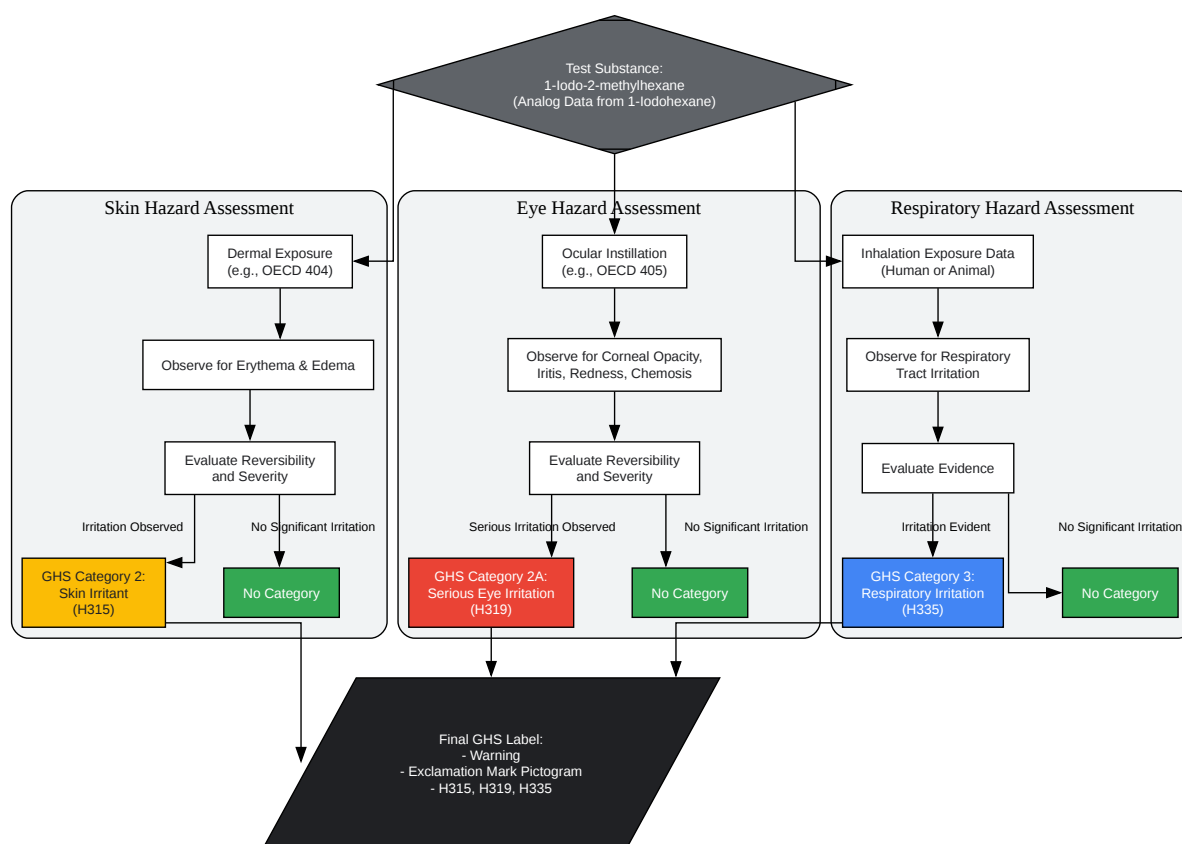 Test Substance:
1-Iodo-2-methylhexane
(Analog Data from 1-Iodohexane)
Skin Hazard Assessment
Dermal Exposure
(e.g., OECD 404)
Observe for Erythema & Edema
Evaluate Reversibility
and Severity
Irritation Observed
No Significant Irritation
GHS Category 2:
Skin Irritant
(H315)
No Category
Eye Hazard Assessment
Ocular Instillation
(e.g., OECD 405)
Observe for Corneal Opacity,
Iritis, Redness, Chemosis
Evaluate Reversibility
and Severity
Serious Irritation Observed
No Significant Irritation
GHS Category 2A:
Serious Eye Irritation
(H319)
No Category
Respiratory Hazard Assessment
Inhalation Exposure Data
(Human or Animal)
Observe for Respiratory
Tract Irritation
Evaluate Evidence
Irritation Evident
No Significant Irritation
GHS Category 3:
Respiratory Irritation
(H335)
No Category
Final GHS Label:
- Warning
- Exclamation Mark Pictogram
- H315, H319, H335